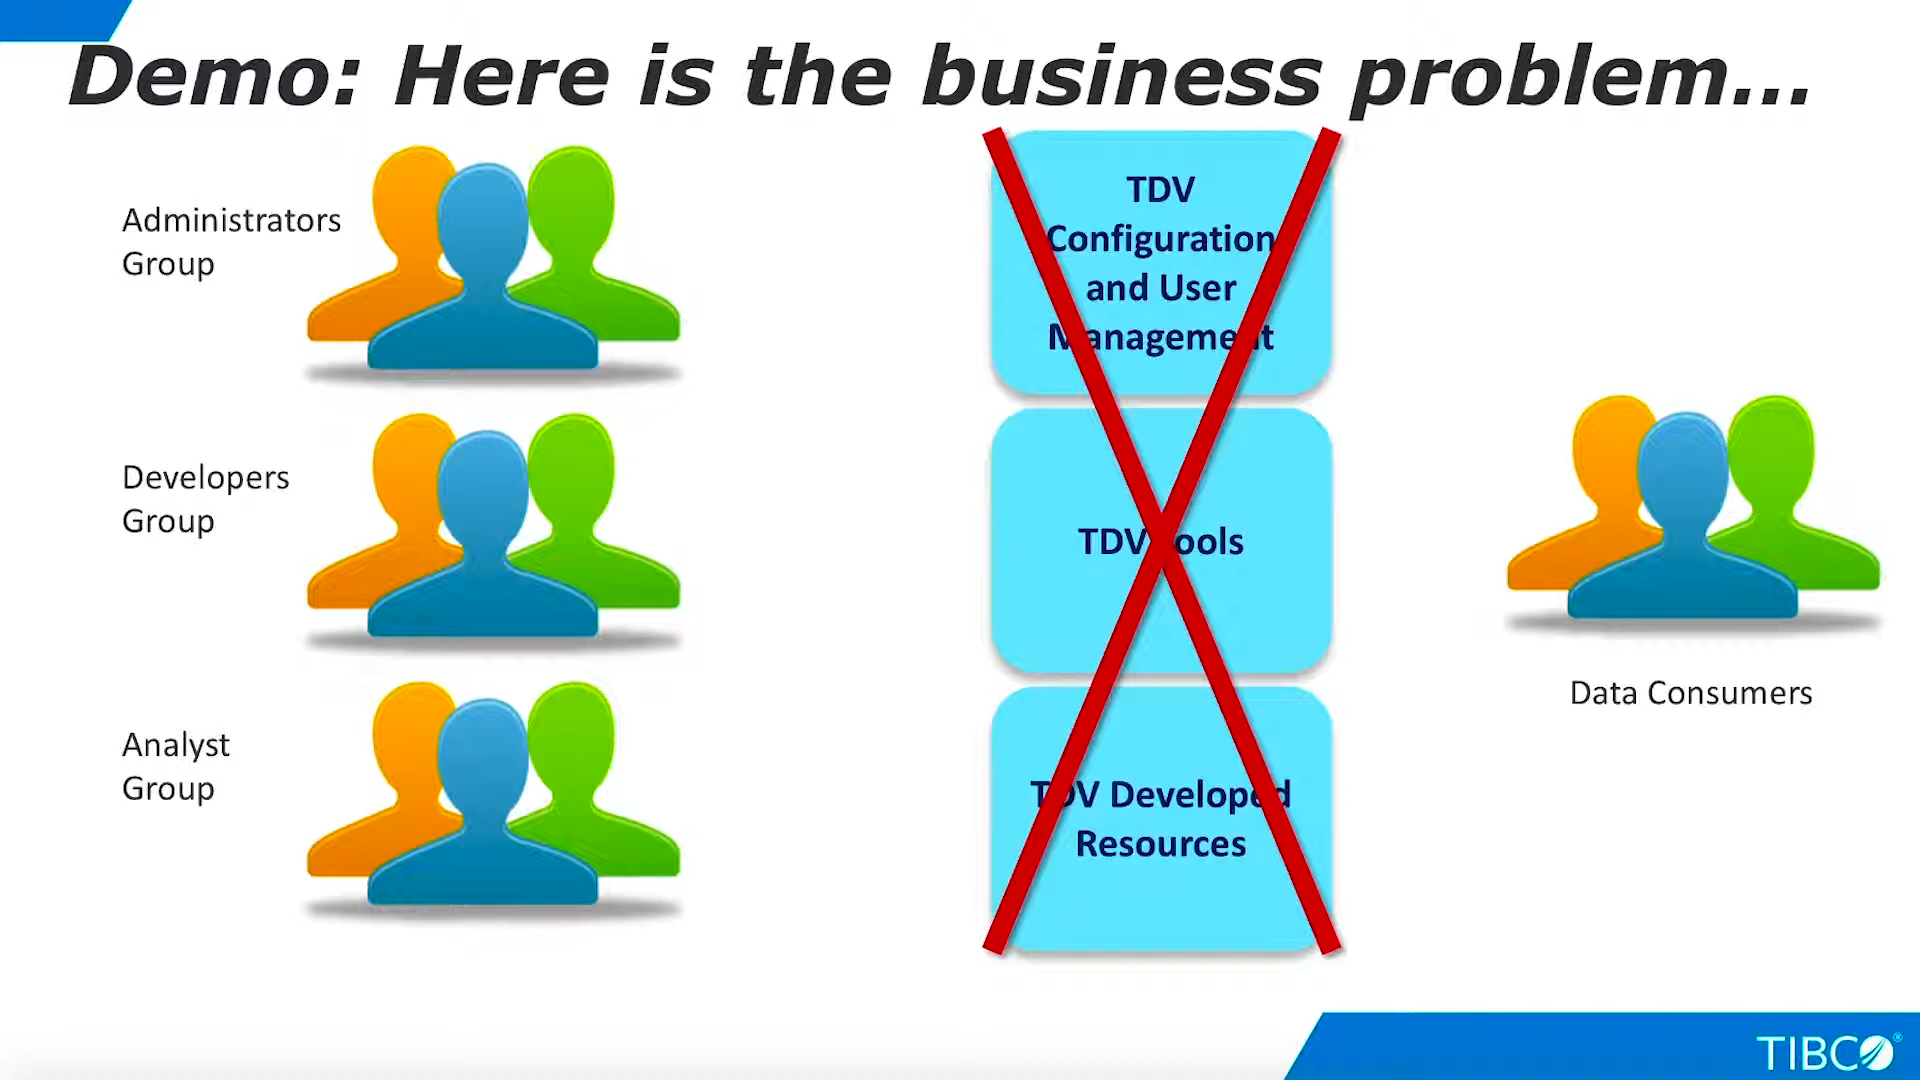 Demo: Here is the business problem...
Administrators
Group
TDV
Configuration
and User
Management
Developers
Group
TDV Tools
Data Consumers
Analyst
Group
TDV Developed
Resources
TIBCO®